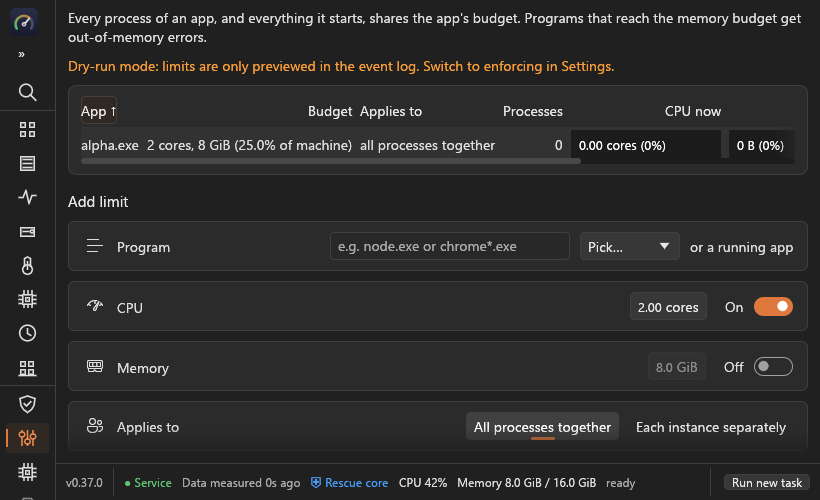 Every process of an app, and everything it starts, shares the app's budget. Programs that reach the memory budget get
out-of-memory errors.
»
Dry-run mode: limits are only previewed in the event log. Switch to enforcing in Settings.
App ↑ Budget Applies to Processes CPU now
alpha.exe 2 cores, 8 GiB (25.0% of machine) all processes together 0 0.00 cores (0%) 0 B (0%)
Add limit
Program e.g. node.exe or chrome*.exe Pick... or a running app
CPU 2.00 cores On
Memory 8.0 GiB Off
Applies to All processes together Each instance separately
v0.37.0 Service Data measured 0s ago Rescue core CPU 42% Memory 8.0 GiB / 16.0 GiB ready Run new task